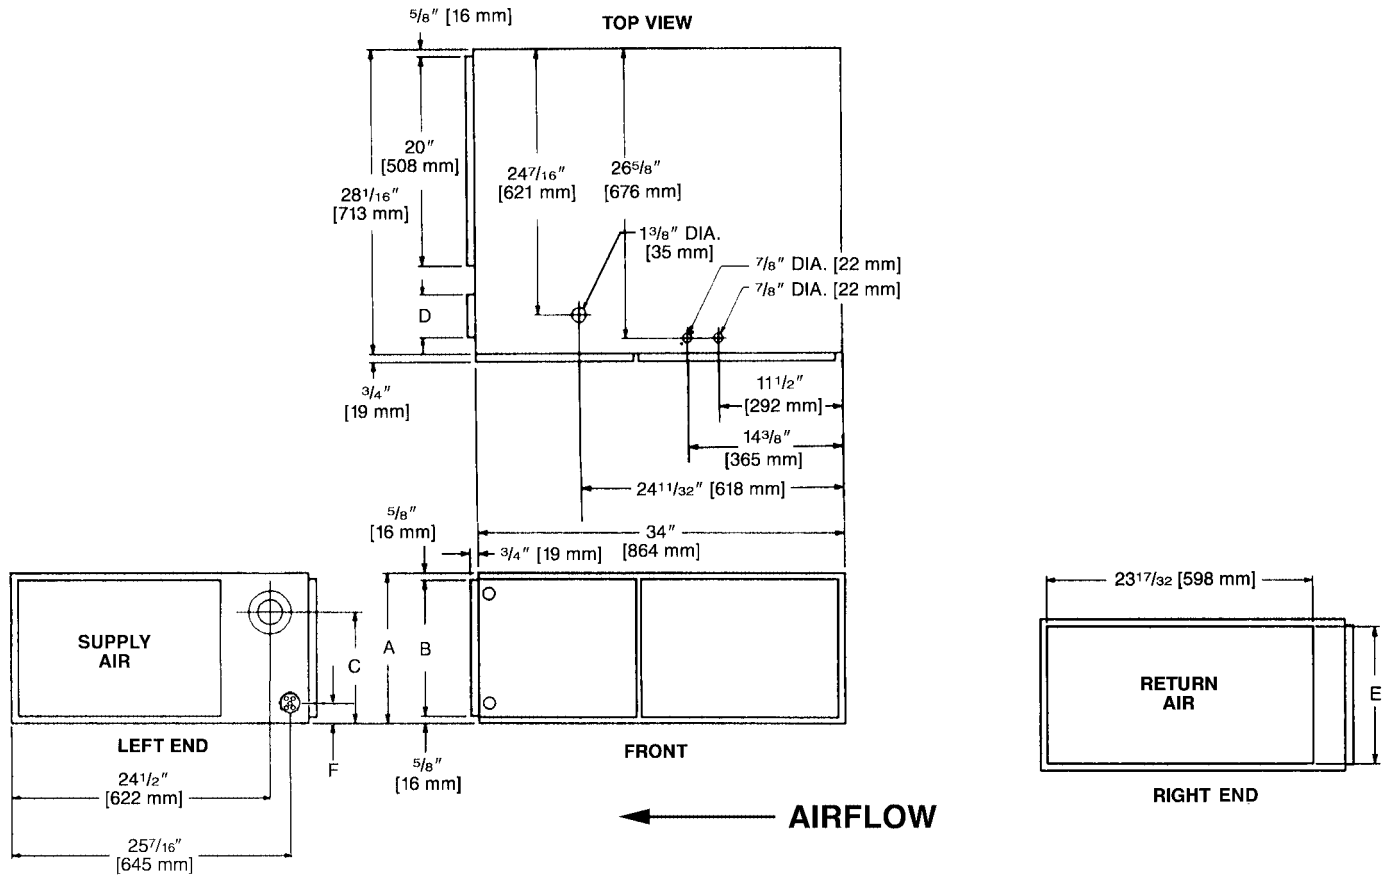 5/8" [16 mm]
TOP VIEW
20"
[508 mm]
28 1/16"
[713 mm]
24 7/16"
[621 mm]
26 5/8"
[676 mm]
1 3/8" DIA.
[35 mm]
7/8" DIA. [22 mm]
7/8" DIA. [22 mm]
D
3/4"
[19 mm]
11 1/2"
[292 mm]
14 3/8"
[365 mm]
24 11/32" [618 mm]
5/8"
[16 mm]
34"
[864 mm]
3/4" [19 mm]
SUPPLY
AIR
C
A
B
LEFT END
F
24 1/2"
[622 mm]
25 7/16"
[645 mm]
5/8"
[16 mm]
FRONT
AIRFLOW
23 17/32 [598 mm]
RETURN
AIR
E
RIGHT END